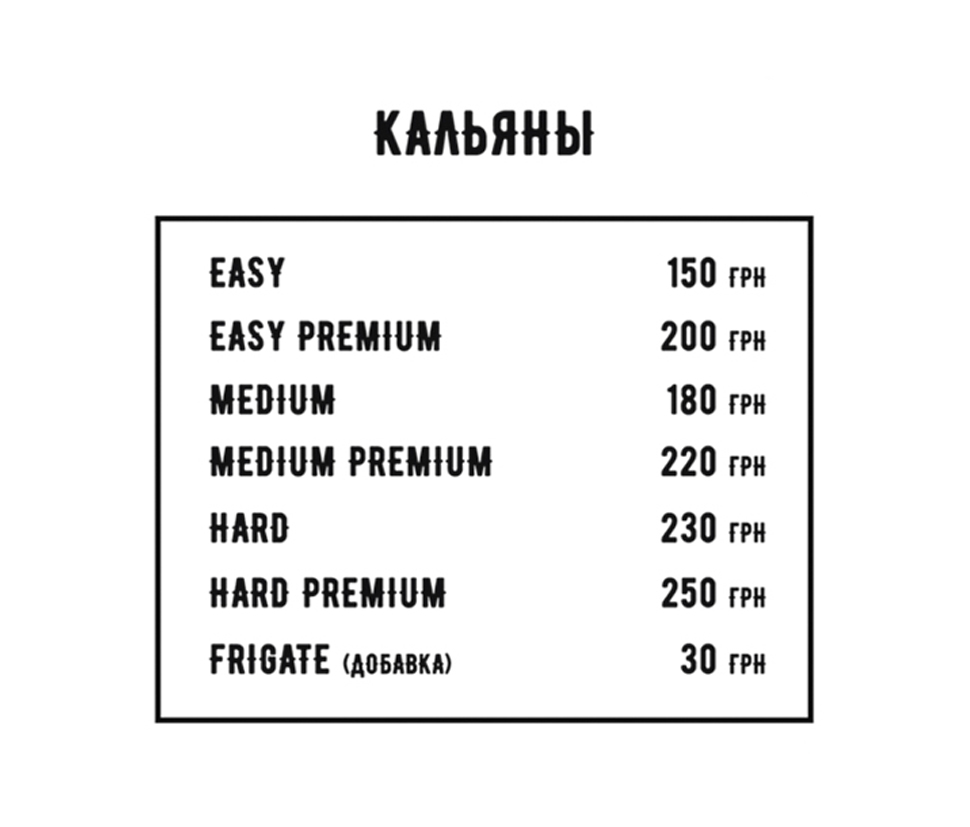 КАЛЬЯНЫ
EASY 150 ГРН
EASY PREMIUM 200 ГРН
MEDIUM 180 ГРН
MEDIUM PREMIUM 220 ГРН
HARD 230 ГРН
HARD PREMIUM 250 ГРН
FRIGATE (ДОБАВКА) 30 ГРН